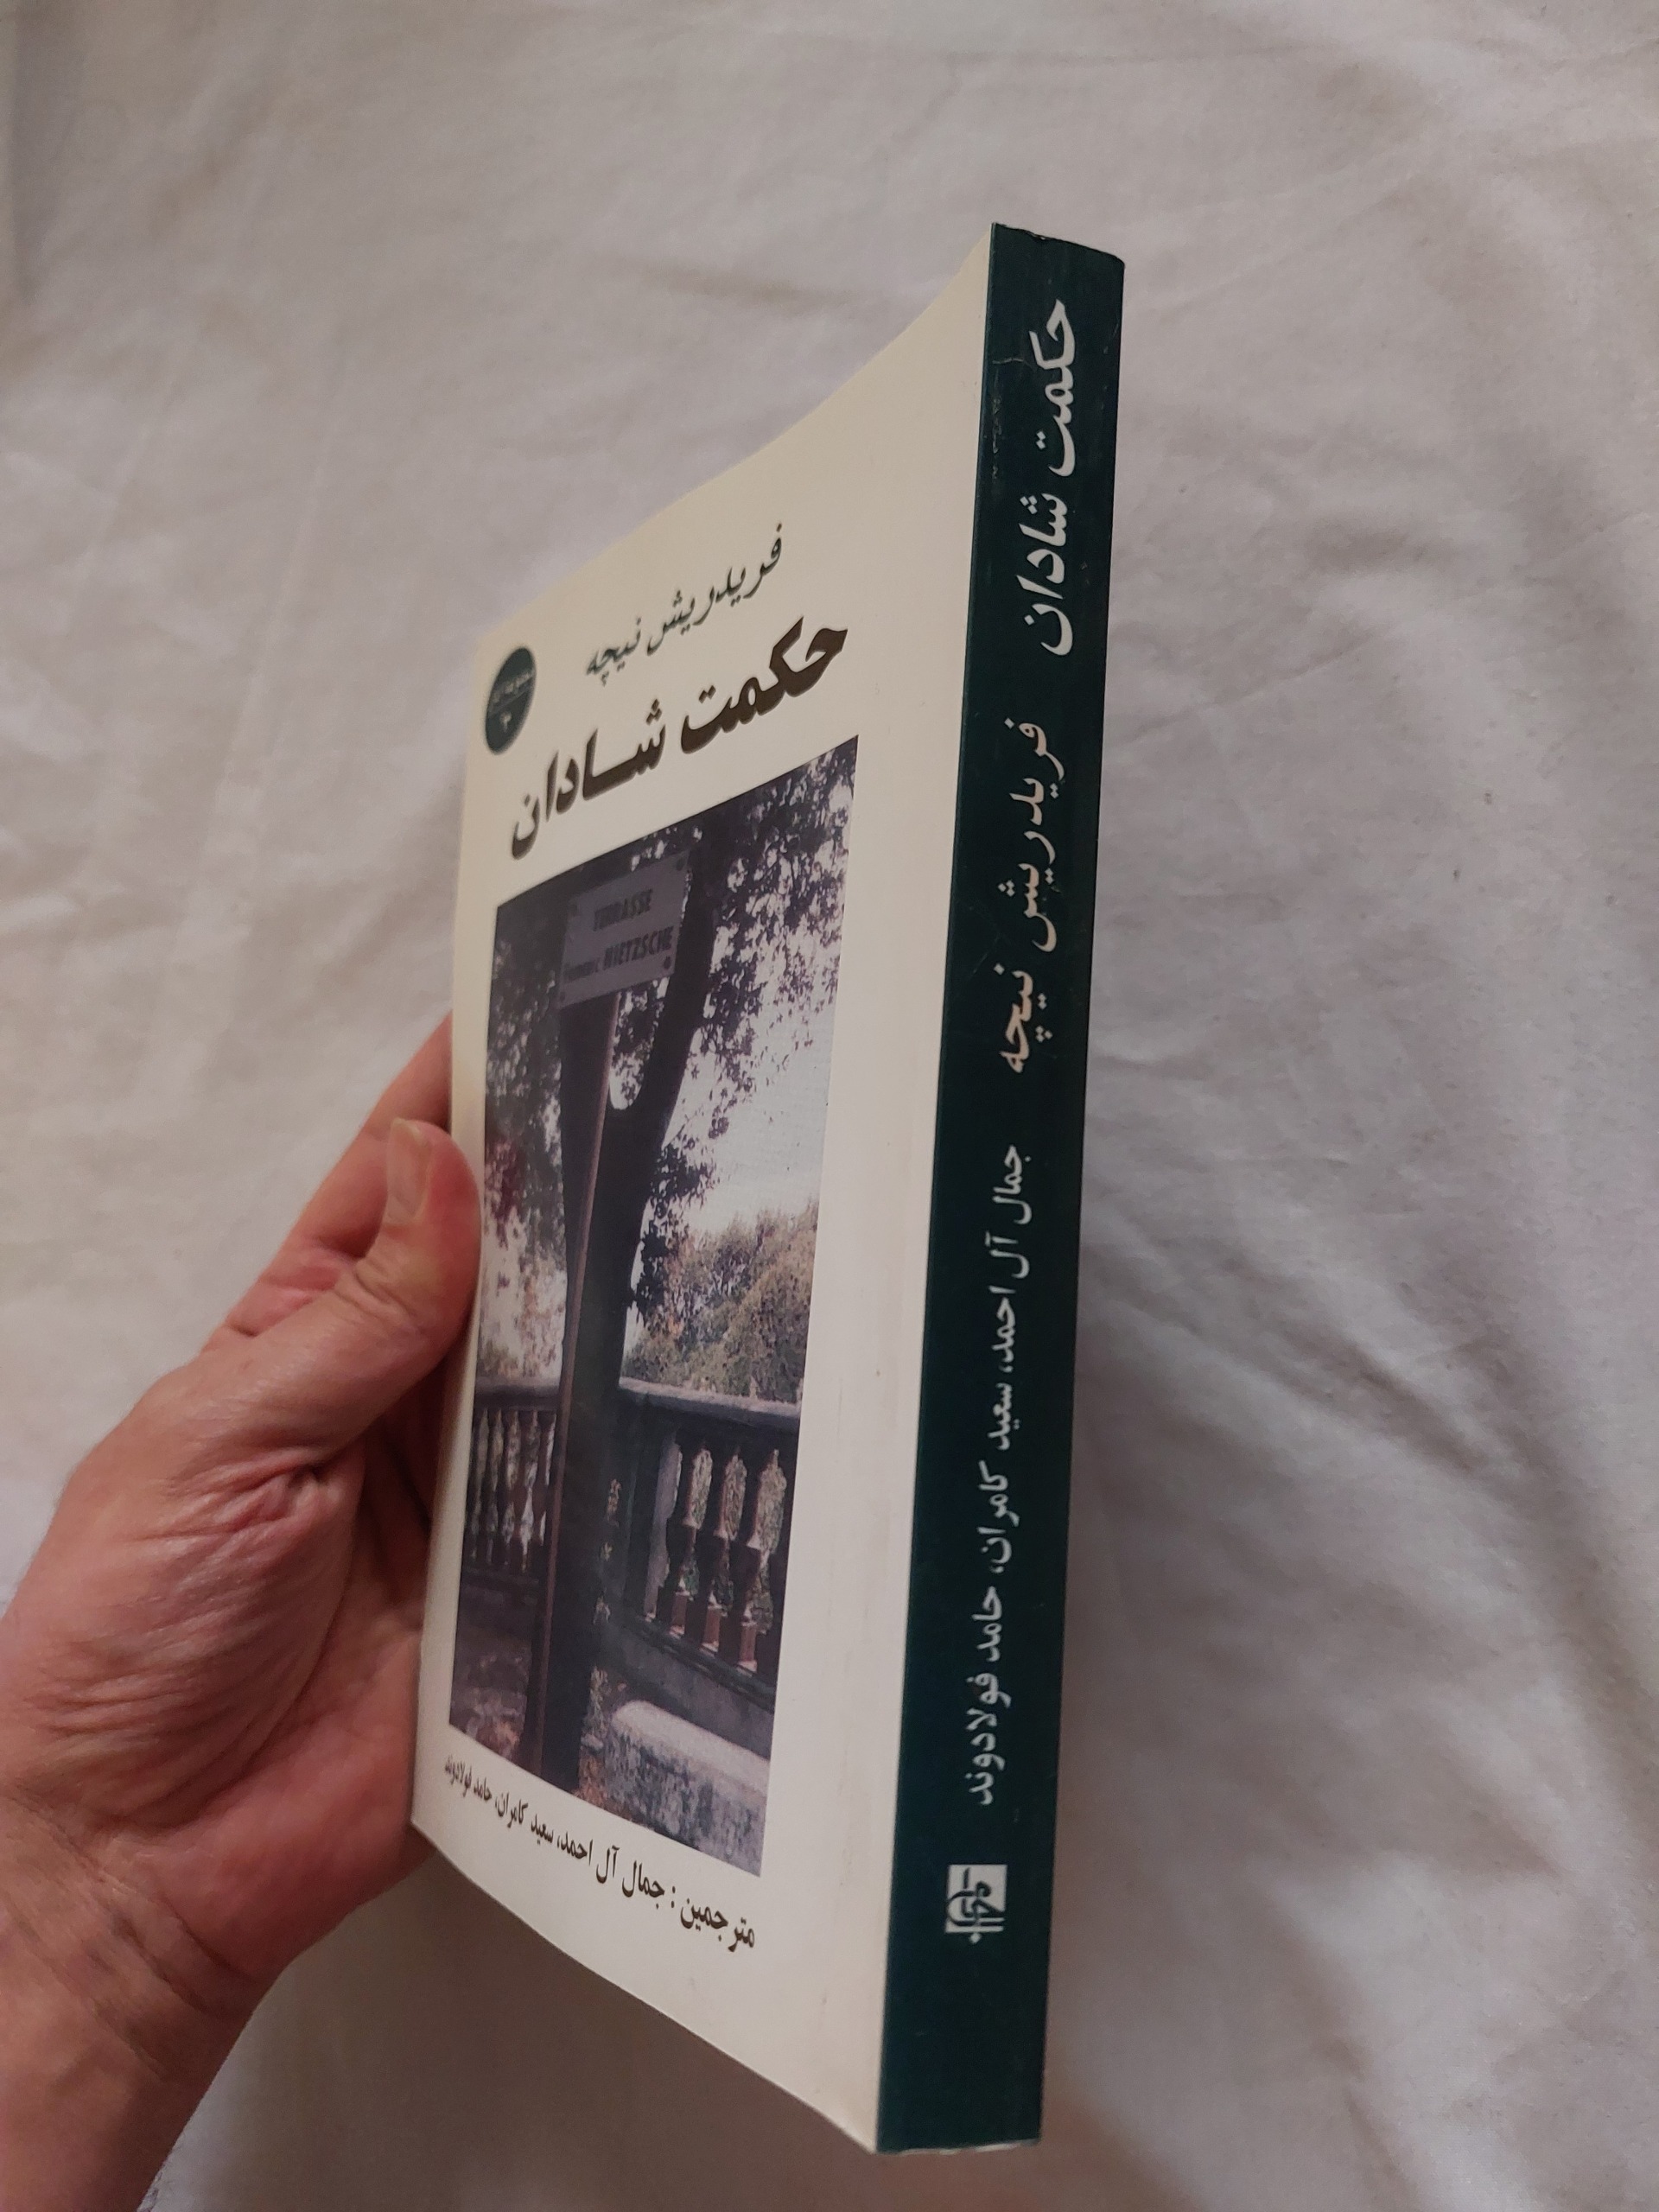 فریدریش نیچه
حکمت شادان
TERRASSE
NIETZSCHE
مترجمین : جمال آل احمد، سعید کامران، حامد فولادوند
حکمت شادان فریدریش نیچه جمال آل احمد، سعید کامران، حامد فولادوند